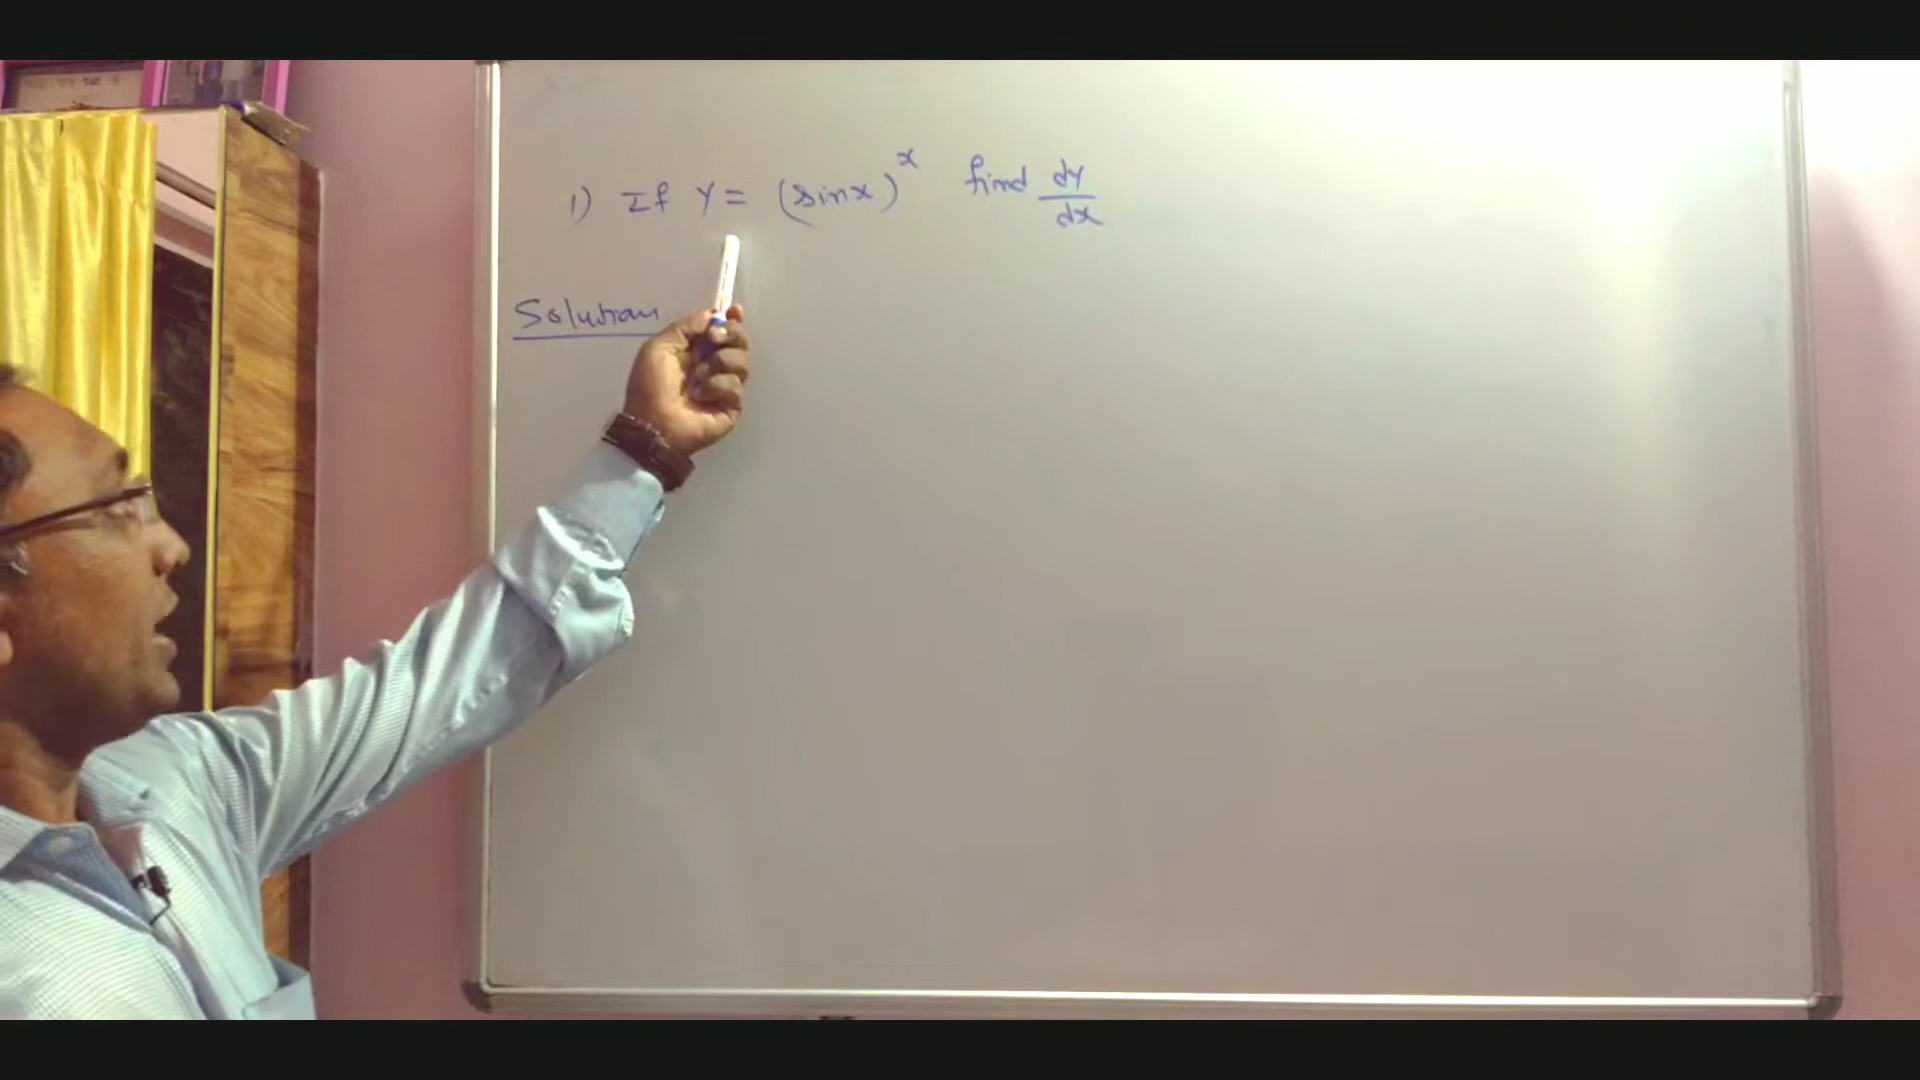 1) If y = (sinx)^x find dy/dx
Solution